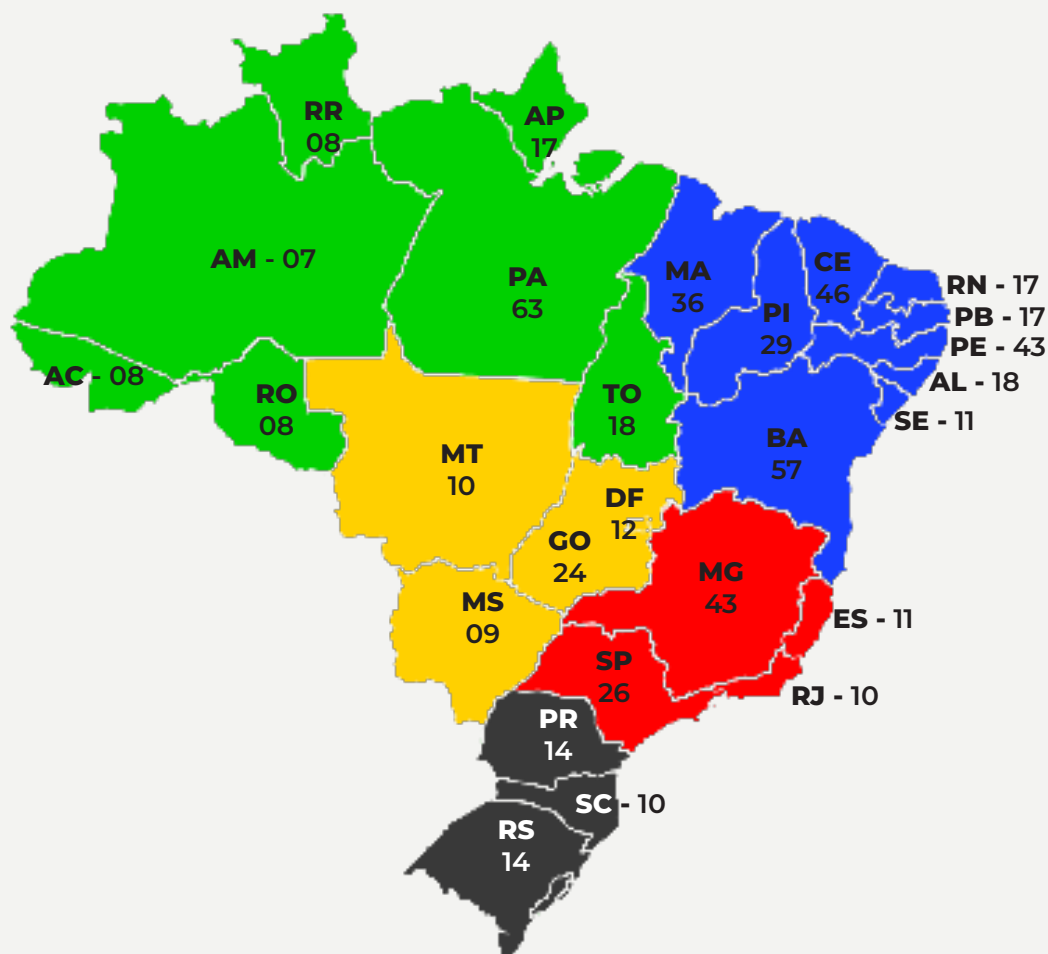 RR
08
AP
17
AM - 07
PA
63
MA
36
CE
46
PI
29
RN - 17
PB - 17
PE - 43
AL - 18
SE - 11
AC - 08
RO
08
TO
18
BA
57
MT
10
DF
12
GO
24
MG
43
MS
09
ES - 11
SP
26
RJ - 10
PR
14
SC - 10
RS
14